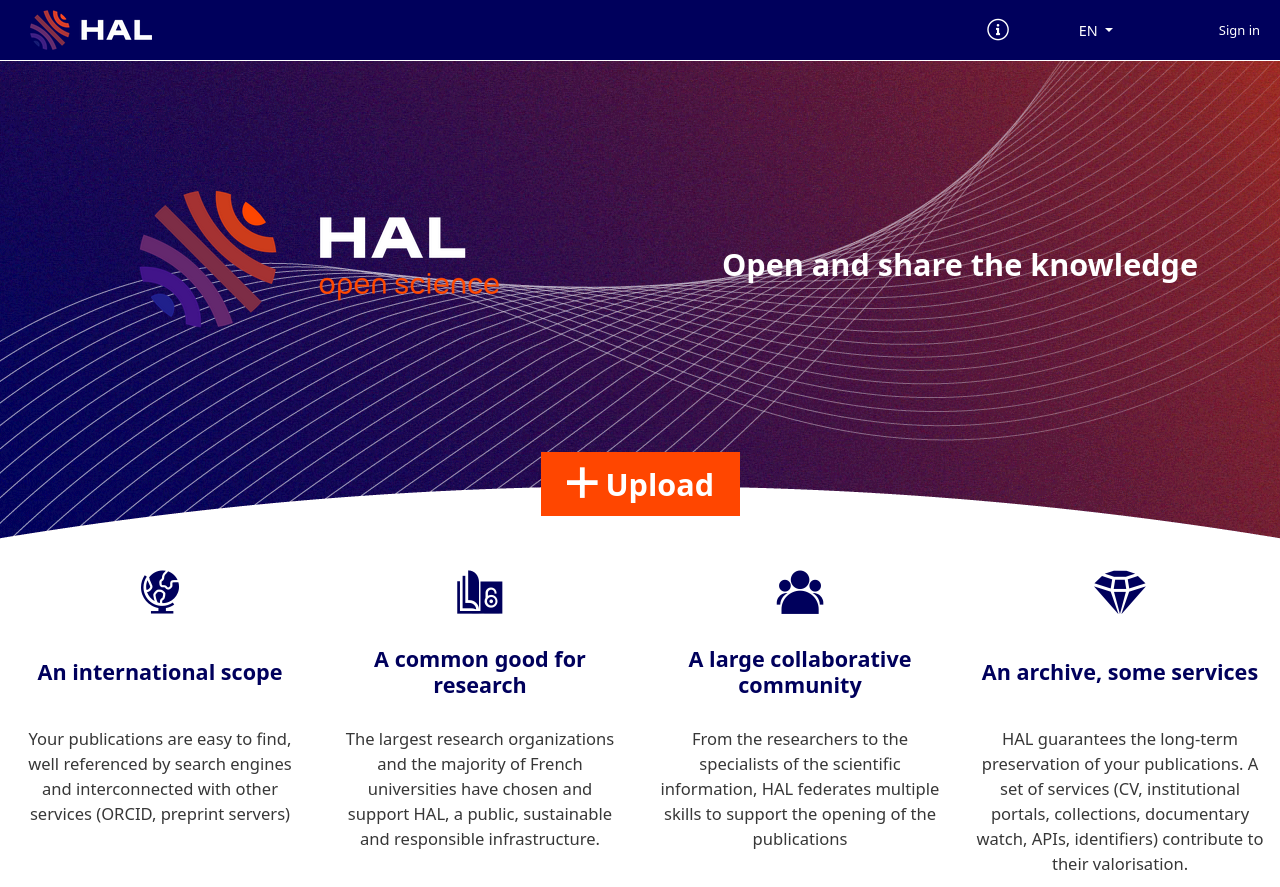 HAL
EN
Sign in
HAL
open science
Open and share the knowledge
Upload
An international scope
Your publications are easy to find,
well referenced by search engines
and interconnected with other
services (ORCID, preprint servers)
A common good for
research
The largest research organizations
and the majority of French
universities have chosen and
support HAL, a public, sustainable
and responsible infrastructure.
A large collaborative
community
From the researchers to the
specialists of the scientific
information, HAL federates multiple
skills to support the opening of the
publications
An archive, some services
HAL guarantees the long-term
preservation of your publications. A
set of services (CV, institutional
portals, collections, documentary
watch, APIs, identifiers) contribute to
their valorisation.